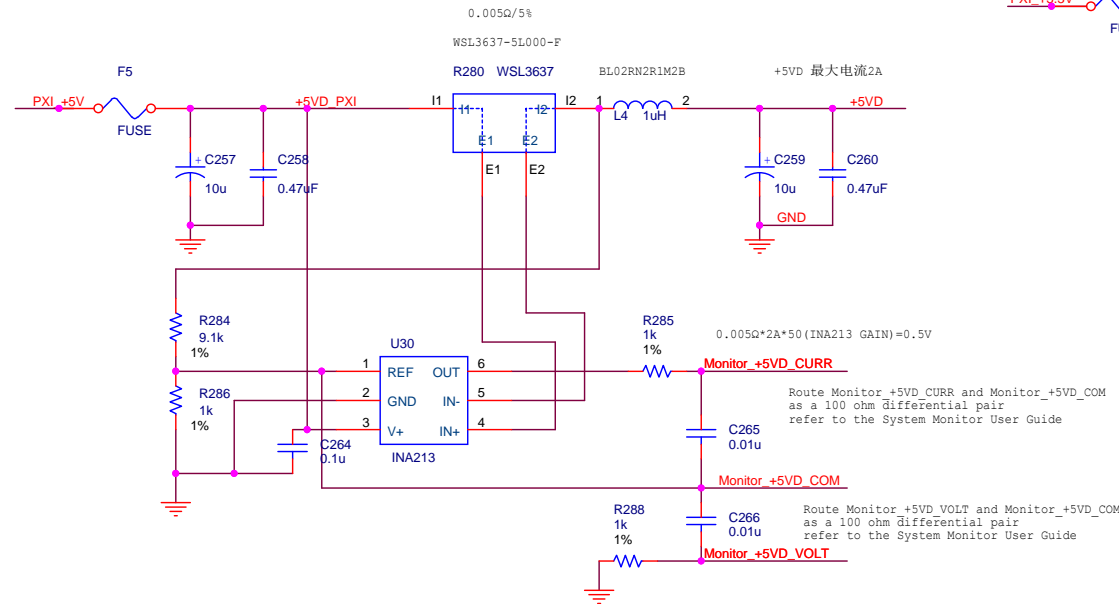 0.005Ω/5%
PXI_+3.3V
WSL3637-5L000-F
F5
R280 WSL3637
BL02RN2R1M2B
+5VD 最大电流2A
PXI_+5V
+5VD_PXI
I1
I1
I2
I2
1
2
+5VD
FUSE
L4 1uH
E1
E2
E1
E2
+
C257
10u
C258
0.47uF
+
C259
10u
C260
0.47uF
GND
R284
9.1k
1%
U30
R285
1k
1%
0.005Ω*2A*50(INA213 GAIN)=0.5V
1
REF
OUT
6
Monitor_+5VD_CURR
R286
1k
1%
2
GND
IN-
5
Route Monitor_+5VD_CURR and Monitor_+5VD_COM
as a 100 ohm differential pair
refer to the System Monitor User Guide
3
V+
IN+
4
C264
0.1u
INA213
C265
0.01u
Monitor_+5VD_COM
R288
1k
1%
C266
0.01u
Route Monitor_+5VD_VOLT and Monitor_+5VD_COM
as a 100 ohm differential pair
refer to the System Monitor User Guide
Monitor_+5VD_VOLT